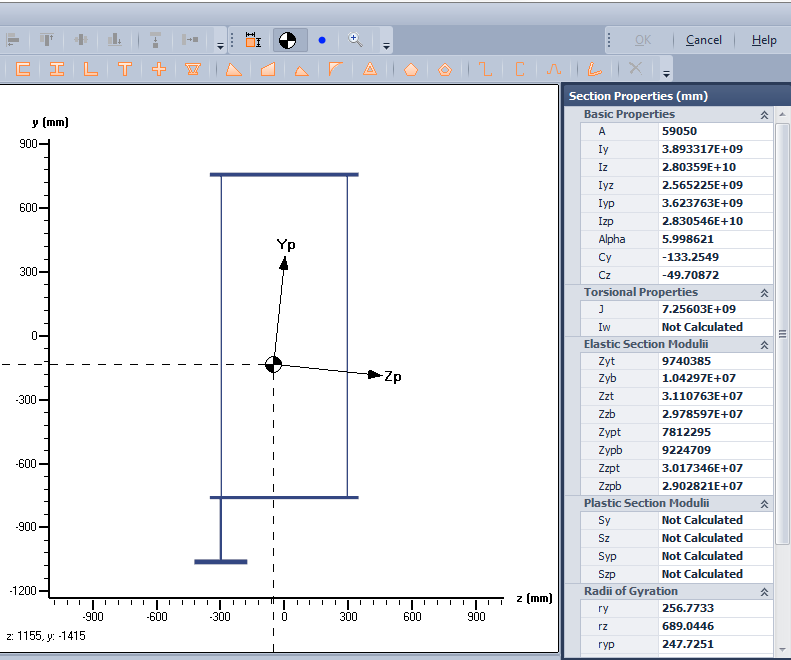 OK Cancel Help
Section Properties (mm)
Basic Properties
A 59050
Iy 3.893317E+09
Iz 2.80359E+10
Iyz 2.565225E+09
Iyp 3.623763E+09
Izp 2.830546E+10
Alpha 5.998621
Cy -133.2549
Cz -49.70872
Torsional Properties
J 7.25603E+09
Iw Not Calculated
Elastic Section Modulii
Zyt 9740385
Zyb 1.04297E+07
Zzt 3.110763E+07
Zzb 2.978597E+07
Zypt 7812295
Zypb 9224709
Zzpt 3.017346E+07
Zzpb 2.902821E+07
Plastic Section Modulii
Sy Not Calculated
Sz Not Calculated
Syp Not Calculated
Szp Not Calculated
Radii of Gyration
ry 256.7733
rz 689.0446
ryp 247.7251
y (mm)
900
600
300
0
-300
-600
-900
-1200
Yp
Zp
z (mm)
-900 -600 -300 0 300 600 900
z: 1155, y: -1415